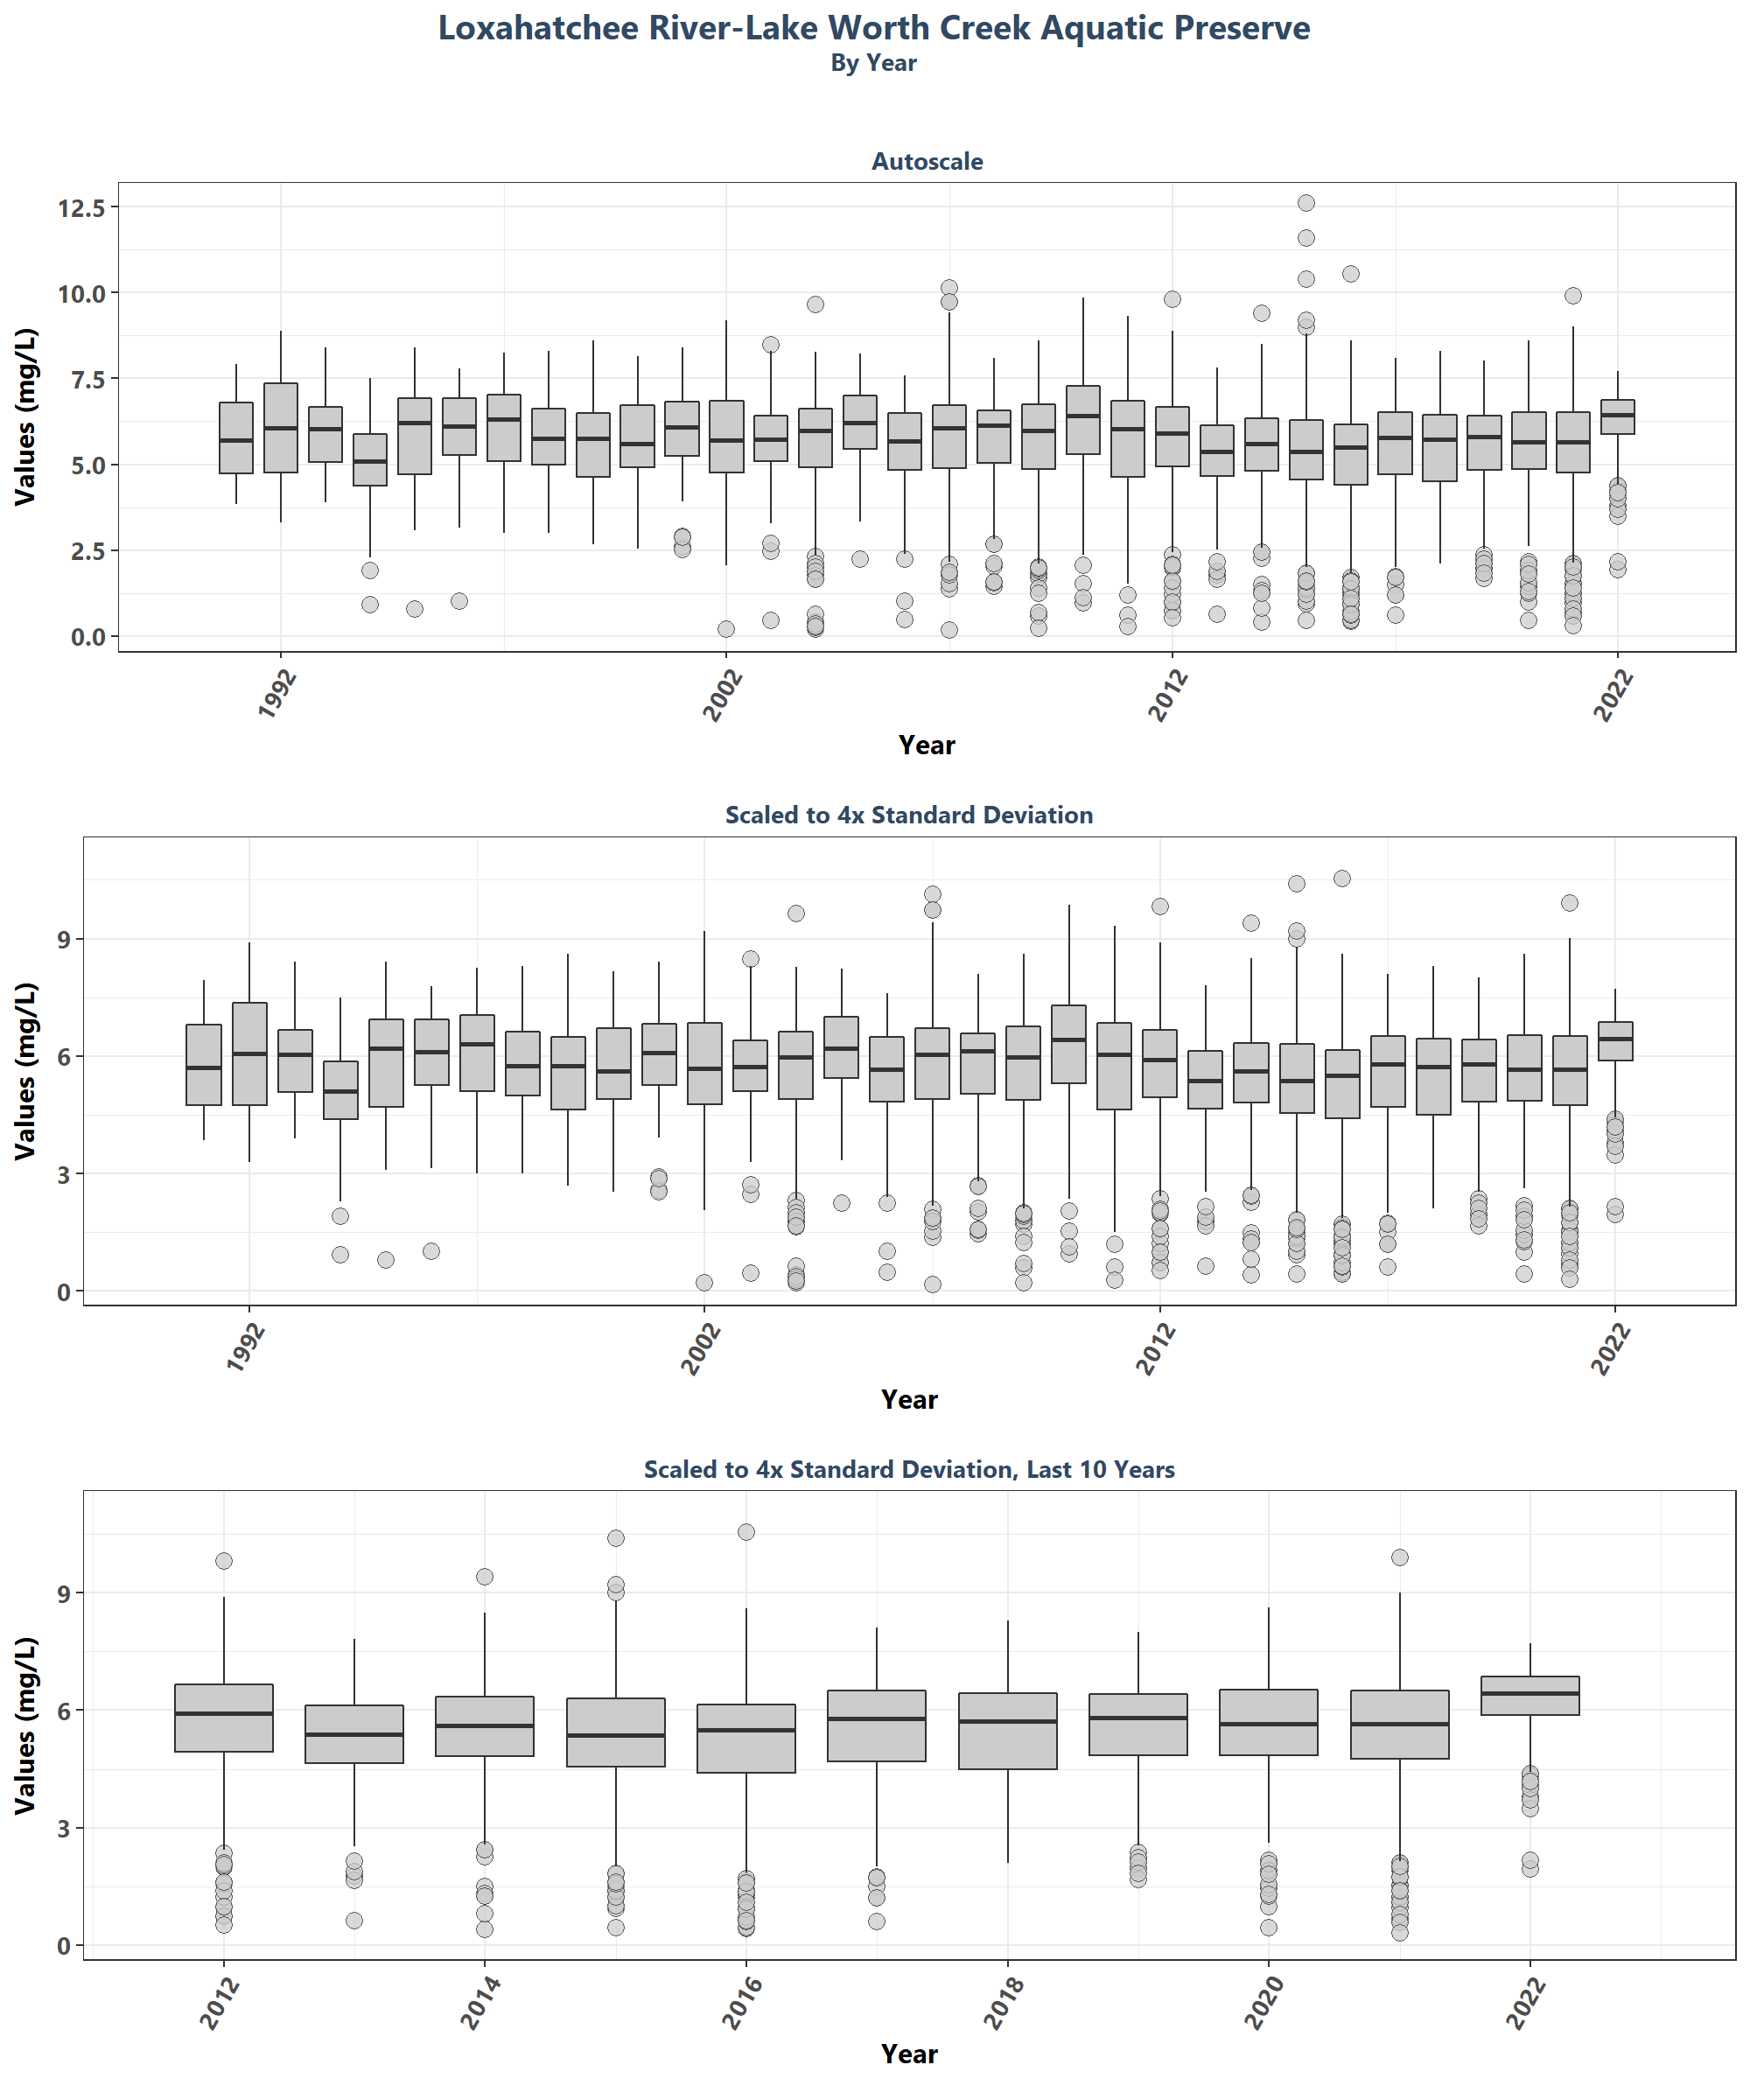 Loxahatchee River-Lake Worth Creek Aquatic Preserve
By Year
Autoscale
12.5
10.0
7.5
5.0
2.5
0.0
Values (mg/L)
1992
2002
2012
2022
Year
Scaled to 4x Standard Deviation
9
6
3
0
Values (mg/L)
1992
2002
2012
2022
Year
Scaled to 4x Standard Deviation, Last 10 Years
9
6
3
0
Values (mg/L)
2012
2014
2016
2018
2020
2022
Year